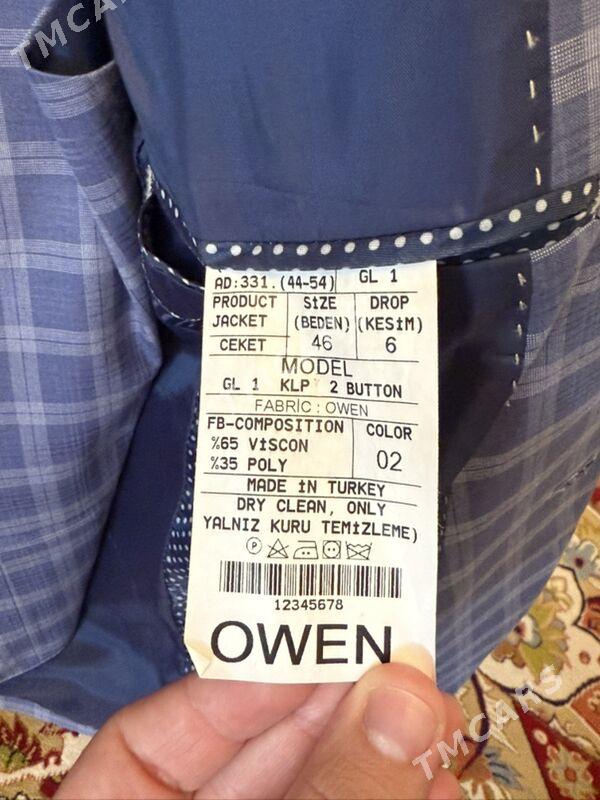 TMCARS
AD:331.(44-54) GL 1
PRODUCT SİZE DROP
JACKET (BEDEN) (KESİM)
CEKET 46 6
MODEL
GL 1 KLP 2 BUTTON
FABRİC : OWEN
FB-COMPOSITION COLOR
%65 VİSCON
%35 POLY 02
MADE İN TURKEY
DRY CLEAN, ONLY
YALNIZ KURU TEMİZLEME)
P
12345678
OWEN
TMCARS